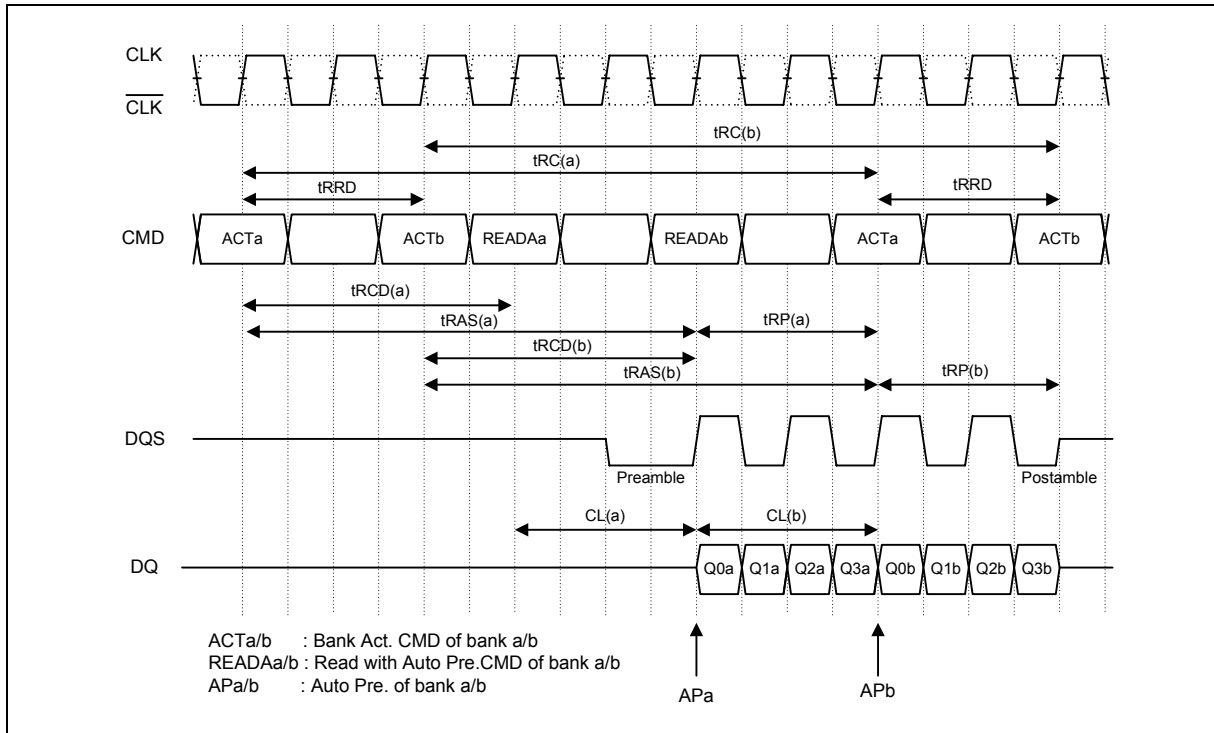 CLK
CLK
tRC(b)
tRC(a)
tRRD
tRRD
CMD
ACTa
ACTb
READAa
READAb
ACTa
ACTb
tRCD(a)
tRAS(a)
tRP(a)
tRCD(b)
tRAS(b)
tRP(b)
DQS
Preamble
Postamble
CL(a)
CL(b)
DQ
Q0a
Q1a
Q2a
Q3a
Q0b
Q1b
Q2b
Q3b
ACTa/b : Bank Act. CMD of bank a/b
READAa/b : Read with Auto Pre.CMD of bank a/b
APa/b : Auto Pre. of bank a/b
APa
APb